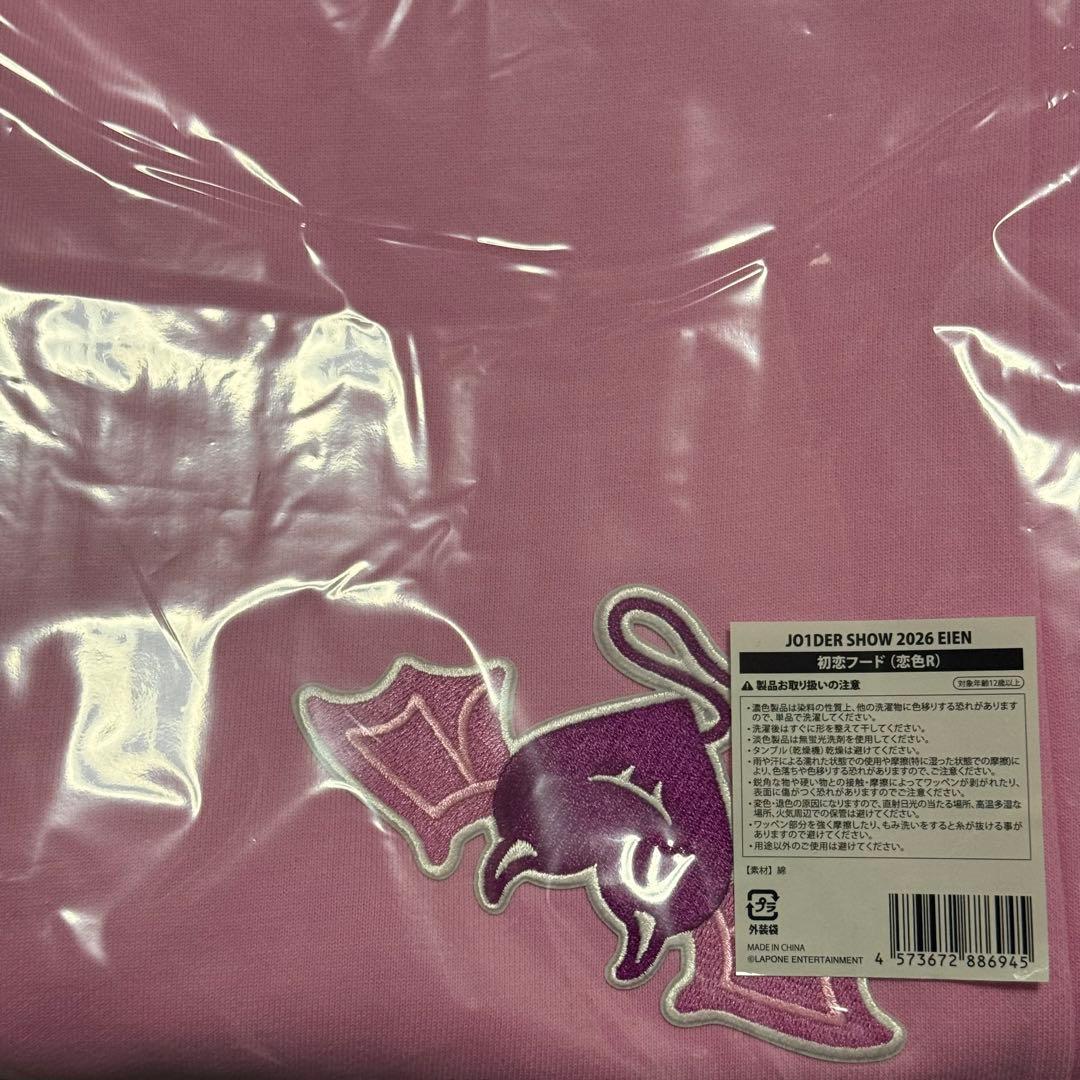 JO1DER SHOW 2026 EIEN
初恋フード（恋色R）
製品お取り扱いの注意
対象年齢12歳以上
・濃色製品は染料の性質上、他の洗濯物に色移りする恐れがあります
ので、単品で洗濯してください。
・洗濯後はすぐに形を整えて干してください。
・淡色製品は無蛍光洗剤を使用してください。
・タンブル(乾燥機)乾燥は避けてください。
・雨や汗による濡れた状態での使用や摩擦(特に湿った状態での摩擦)に
より、色落ちや色移りする恐れがありますので、ご注意ください。
・鋭角な物や硬い物との接触・摩擦によってワッペンが剥がれたり、
表面に傷がつく恐れがありますのでご注意ください。
・変色・退色の原因になりますので、直射日光の当たる場所、高温多湿な
場所、火気周辺での保管は避けてください。
・ワッペン部分を強く摩擦したり、もみ洗いをすると糸が抜ける事が
ありますので避けてください。
・用途以外のご使用は避けてください。
【素材】綿
プラ
外装袋
MADE IN CHINA
©LAPONE ENTERTAINMENT
4 573672 886945